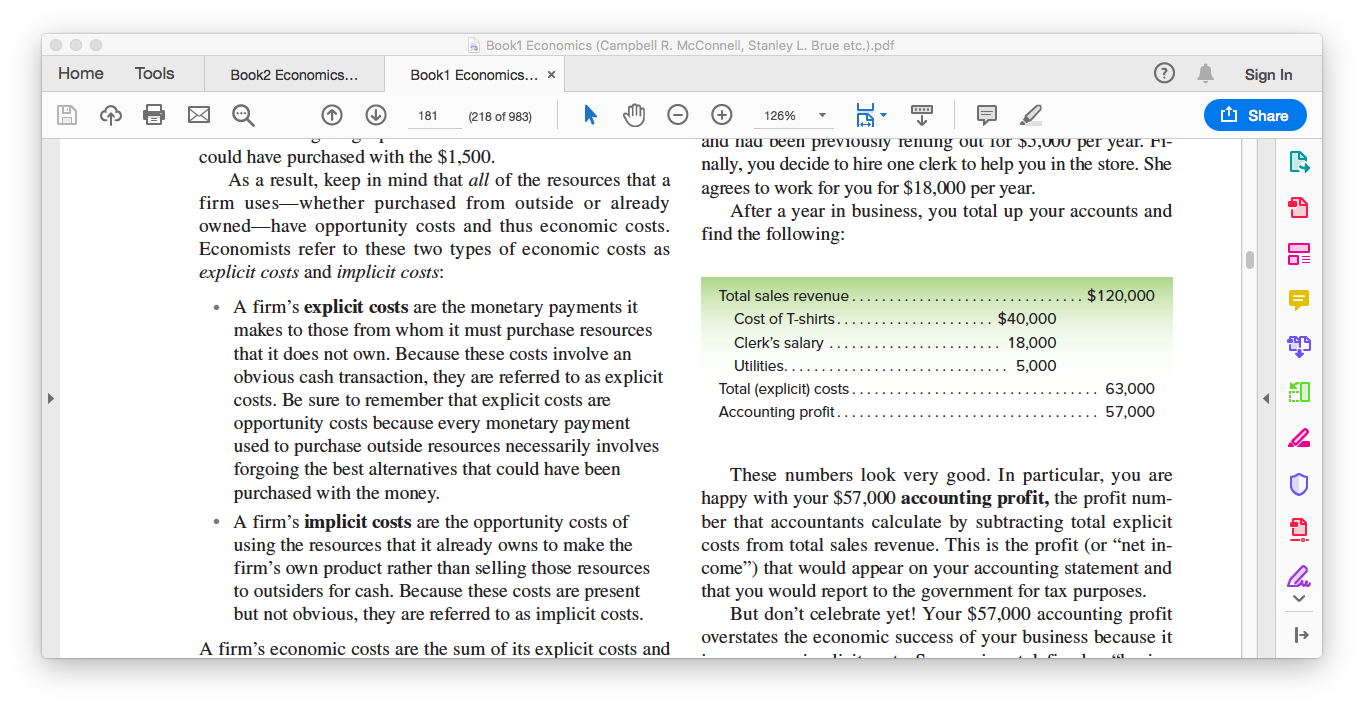 Book1 Economics (Campbell R. McConnell, Stanley L. Brue etc.).pdf
Home Tools Book2 Economics... Book1 Economics... × ? Sign In
181 (218 of 983) 126% Share
could have purchased with the $1,500.
As a result, keep in mind that all of the resources that a
firm uses—whether purchased from outside or already
owned—have opportunity costs and thus economic costs.
Economists refer to these two types of economic costs as
explicit costs and implicit costs:
• A firm’s explicit costs are the monetary payments it
makes to those from whom it must purchase resources
that it does not own. Because these costs involve an
obvious cash transaction, they are referred to as explicit
costs. Be sure to remember that explicit costs are
opportunity costs because every monetary payment
used to purchase outside resources necessarily involves
forgoing the best alternatives that could have been
purchased with the money.
• A firm’s implicit costs are the opportunity costs of
using the resources that it already owns to make the
firm’s own product rather than selling those resources
to outsiders for cash. Because these costs are present
but not obvious, they are referred to as implicit costs.
A firm’s economic costs are the sum of its explicit costs and
and had been previously renting out for $5,000 per year. Fi-
nally, you decide to hire one clerk to help you in the store. She
agrees to work for you for $18,000 per year.
After a year in business, you total up your accounts and
find the following:
Total sales revenue . . . . . . . . . . . . . . . . . . . . . . . . . . . . . . . $120,000
Cost of T-shirts . . . . . . . . . . . . . . . . . . . . . $40,000
Clerk’s salary . . . . . . . . . . . . . . . . . . . . . . . 18,000
Utilities. . . . . . . . . . . . . . . . . . . . . . . . . . . . . . 5,000
Total (explicit) costs . . . . . . . . . . . . . . . . . . . . . . . . . . . . . . . . . 63,000
Accounting profit . . . . . . . . . . . . . . . . . . . . . . . . . . . . . . . . . . . 57,000
These numbers look very good. In particular, you are
happy with your $57,000 accounting profit, the profit num-
ber that accountants calculate by subtracting total explicit
costs from total sales revenue. This is the profit (or “net in-
come”) that would appear on your accounting statement and
that you would report to the government for tax purposes.
But don’t celebrate yet! Your $57,000 accounting profit
overstates the economic success of your business because it